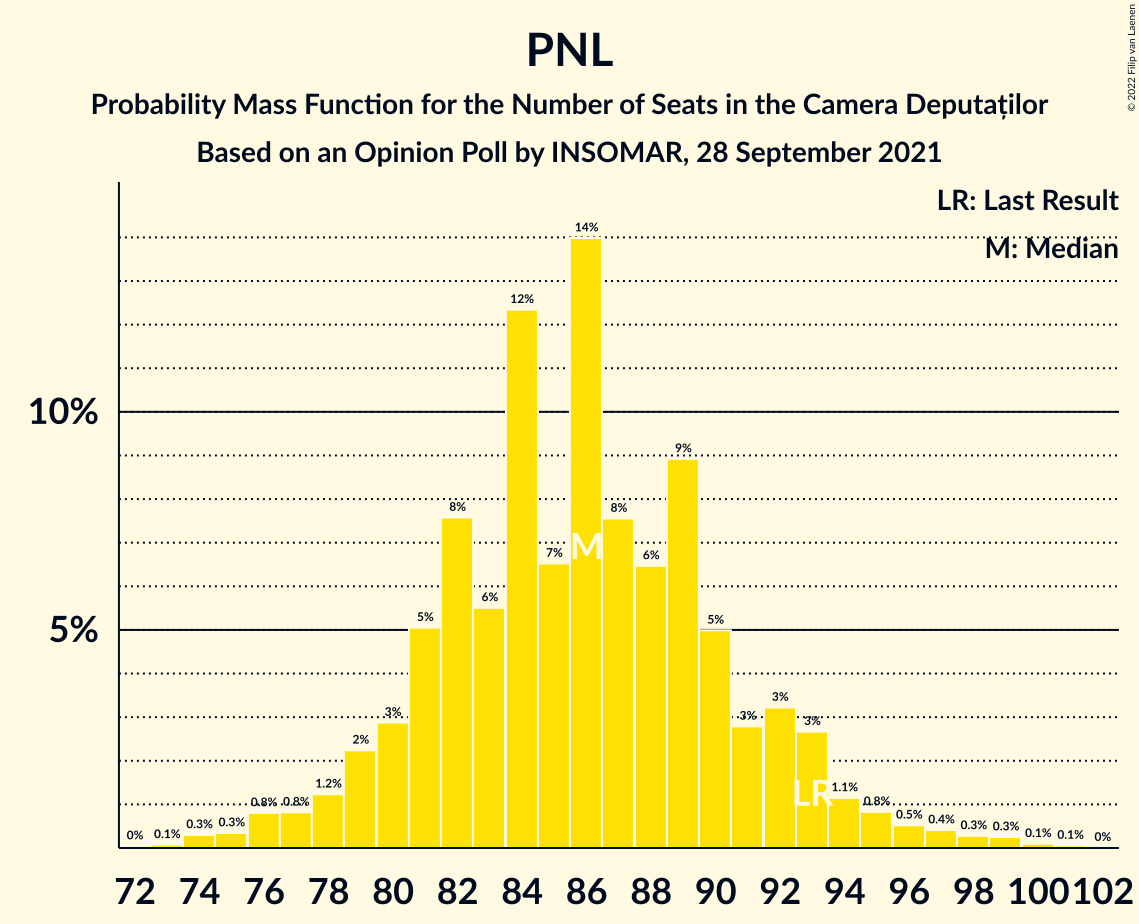 PNL
Probability Mass Function for the Number of Seats in the Camera Deputaților
Based on an Opinion Poll by INSOMAR, 28 September 2021
© 2022 Filip van Laenen
LR: Last Result
M: Median
10%
5%
0% 0.1% 0.3% 0.3% 0.8% 0.8% 1.2% 2% 3% 5% 8% 6% 12% 7% 14% 8% 6% 9% 5% 3% 3% 3% 1.1% 0.8% 0.5% 0.4% 0.3% 0.3% 0.1% 0.1% 0%
M
LR
72 74 76 78 80 82 84 86 88 90 92 94 96 98 100 102